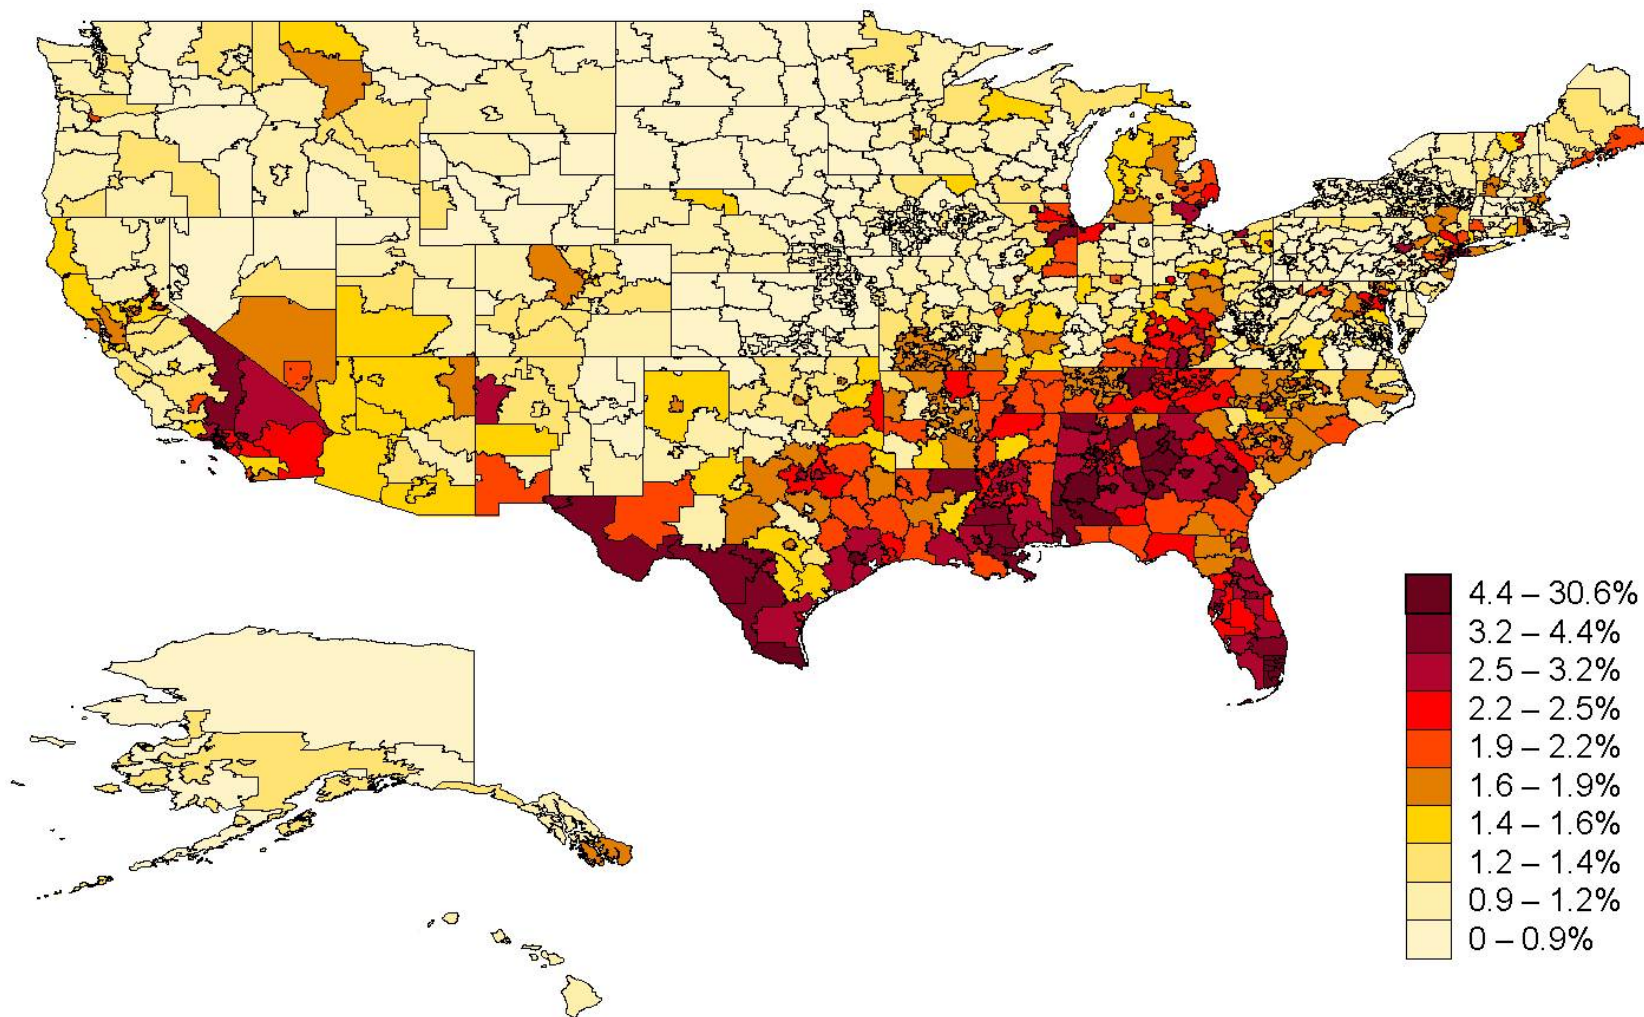 4.4 – 30.6%
3.2 – 4.4%
2.5 – 3.2%
2.2 – 2.5%
1.9 – 2.2%
1.6 – 1.9%
1.4 – 1.6%
1.2 – 1.4%
0.9 – 1.2%
0 – 0.9%